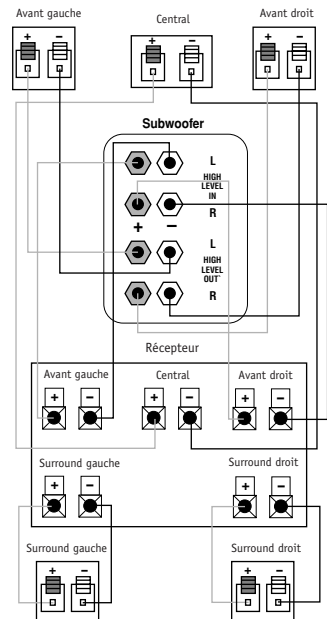 Avant gauche
Central
Avant droit
+ −
+ −
+ −
Subwoofer
L
HIGH
LEVEL
IN
R
+ −
L
HIGH
LEVEL
OUT
R
Récepteur
Avant gauche
Central
Avant droit
+ −
+ −
+ −
Surround gauche
Surround droit
+ −
+ −
Surround gauche
Surround droit
+ −
+ −